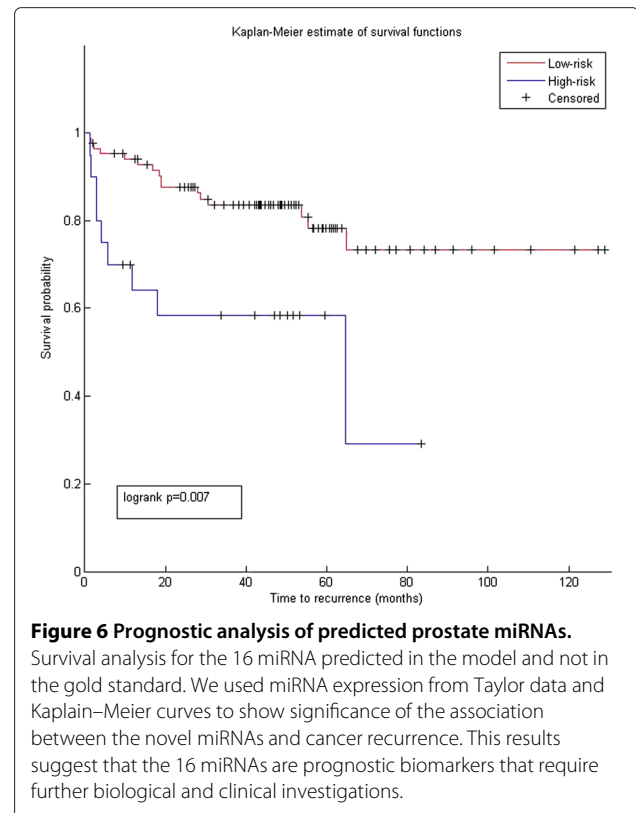 Kaplan-Meier estimate of survival functions
Low-risk
High-risk
Censored
1
0.8
0.6
0.4
0.2
0
Survival probability
logrank p=0.007
0 20 40 60 80 100 120
Time to recurrence (months)
Figure 6 Prognostic analysis of predicted prostate miRNAs.
Survival analysis for the 16 miRNA predicted in the model and not in
the gold standard. We used miRNA expression from Taylor data and
Kaplain–Meier curves to show significance of the association
between the novel miRNAs and cancer recurrence. This results
suggest that the 16 miRNAs are prognostic biomarkers that require
further biological and clinical investigations.